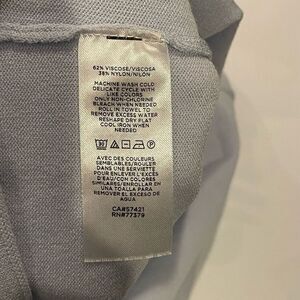 62% VISCOSE/VISCOSA
38% NYLON/NILON
MACHINE WASH COLD
DELICATE CYCLE WITH
LIKE COLORS
ONLY NON-CHLORINE
BLEACH WHEN NEEDED
ROLL IN TOWEL TO
REMOVE EXCESS WATER
RESHAPE DRY FLAT
COOL IRON WHEN
NEEDED
AVEC DES COULEURS
SEMBLABLES/ROULER
DANS UNE SERVIETTE
POUR ENLEVER L'EXCÈS
D'EAU/CON COLORES
SIMILARES/ENROLLAR EN
UNA TOALLA PARA
REMOVER EL EXCESO DE
AGUA
CA#57421
RN#77379